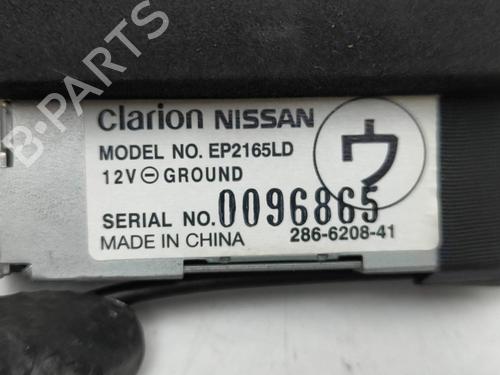 B-PARTS
clarion NISSAN
ウ
MODEL NO. EP2165LD
12V ⊖ GROUND
SERIAL NO. 0096865
MADE IN CHINA 286-6208-41